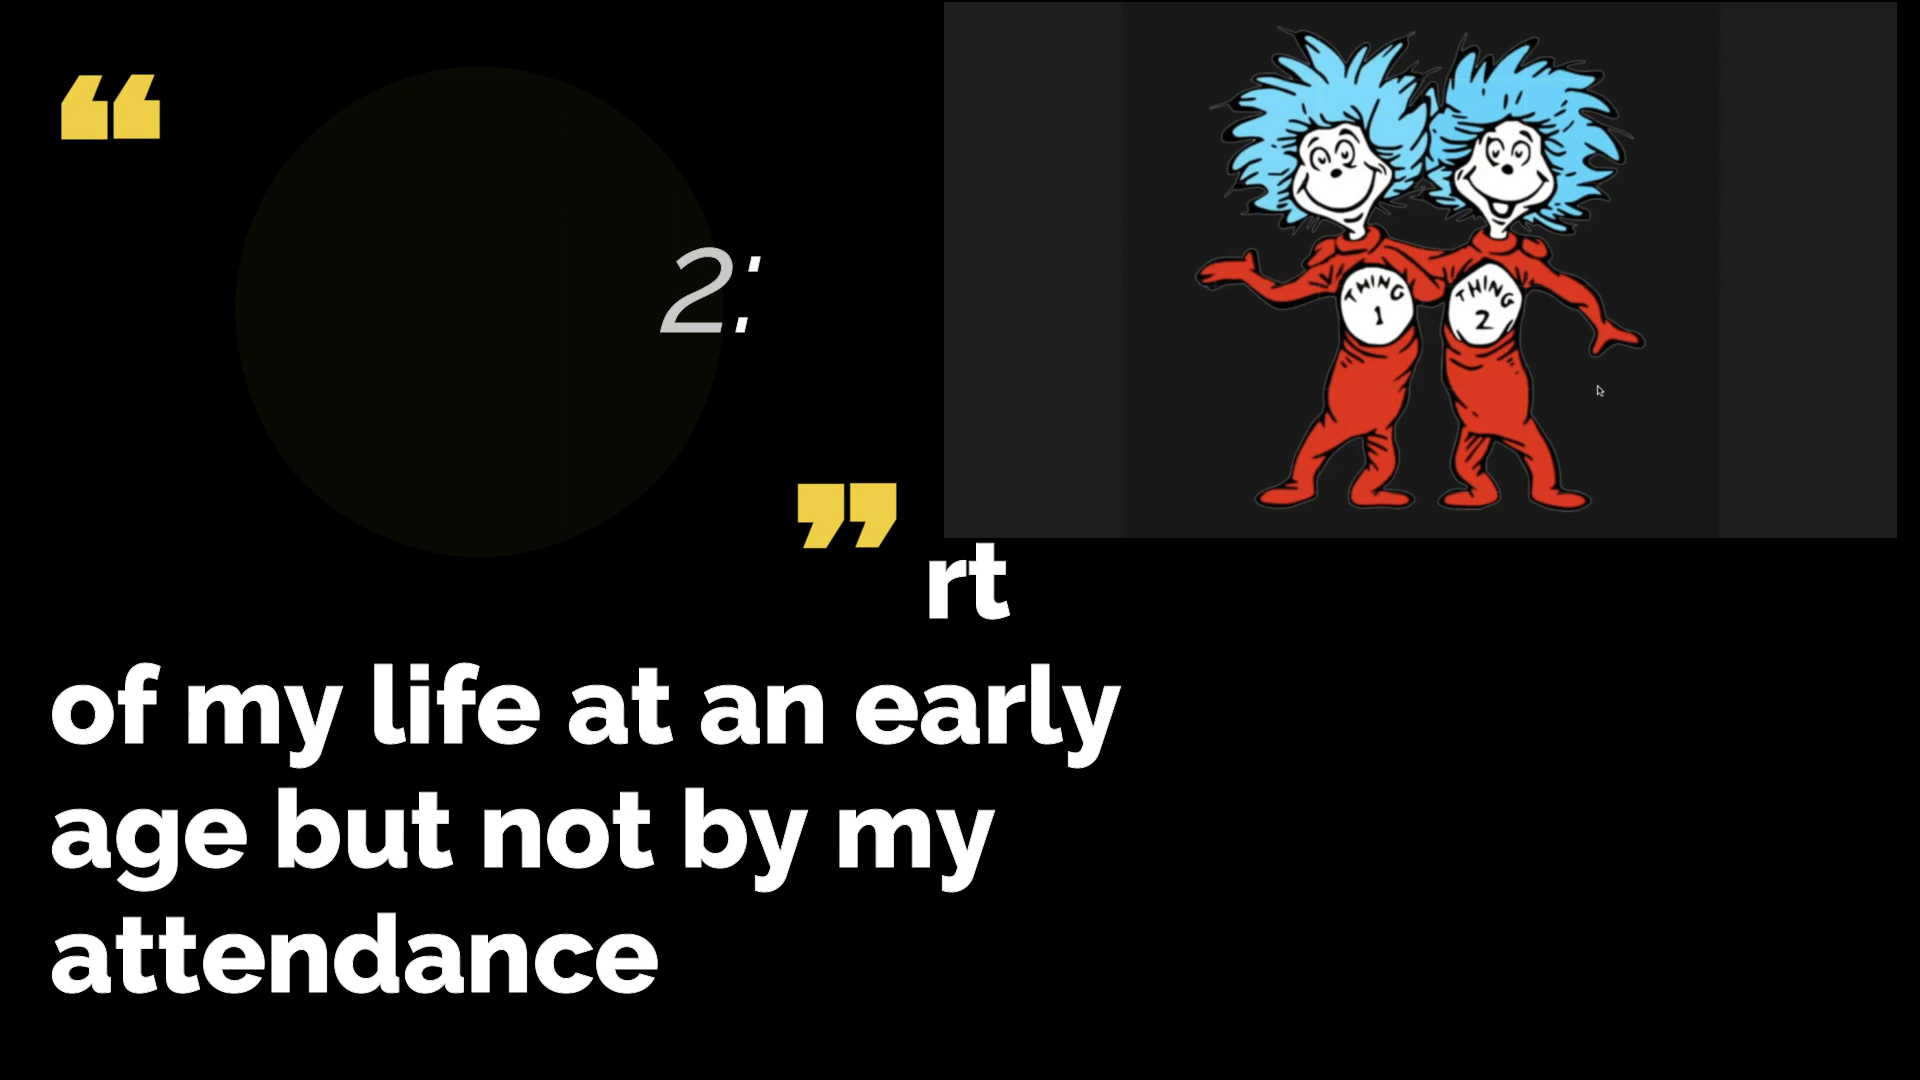 “
2:
”
rt
of my life at an early
age but not by my
attendance
THING
1
THING
2